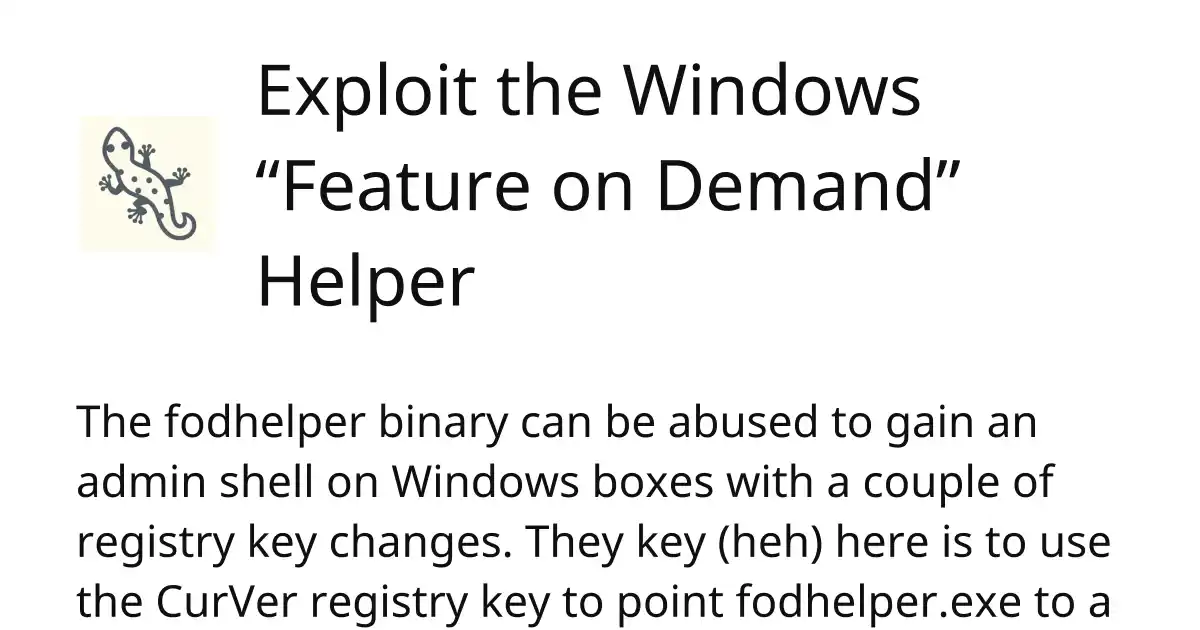 Exploit the Windows
“Feature on Demand”
Helper
The fodhelper binary can be abused to gain an
admin shell on Windows boxes with a couple of
registry key changes. They key (heh) here is to use
the CurVer registry key to point fodhelper.exe to a